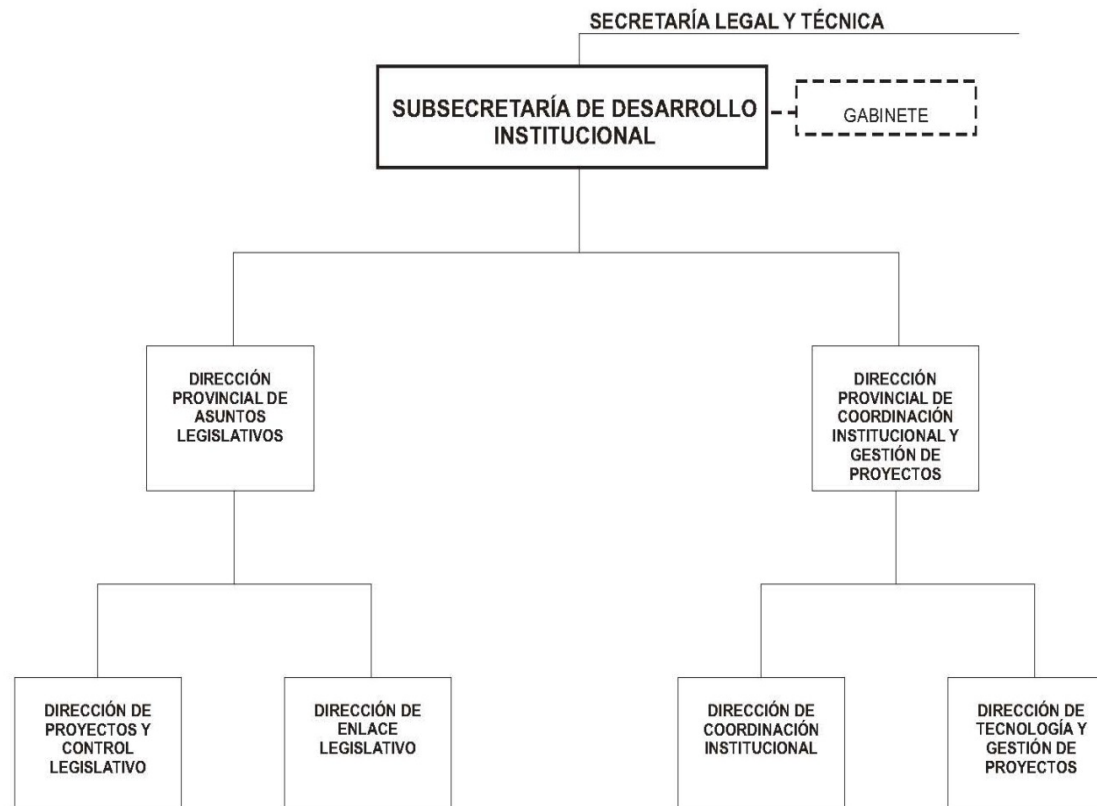 SECRETARÍA LEGAL Y TÉCNICA
SUBSECRETARÍA DE DESARROLLO
INSTITUCIONAL
GABINETE
DIRECCIÓN
PROVINCIAL DE
ASUNTOS
LEGISLATIVOS
DIRECCIÓN
PROVINCIAL DE
COORDINACIÓN
INSTITUCIONAL Y
GESTIÓN DE
PROYECTOS
DIRECCIÓN DE
PROYECTOS Y
CONTROL
LEGISLATIVO
DIRECCIÓN DE
ENLACE
LEGISLATIVO
DIRECCIÓN DE
COORDINACIÓN
INSTITUCIONAL
DIRECCIÓN DE
TECNOLOGÍA Y
GESTIÓN DE
PROYECTOS